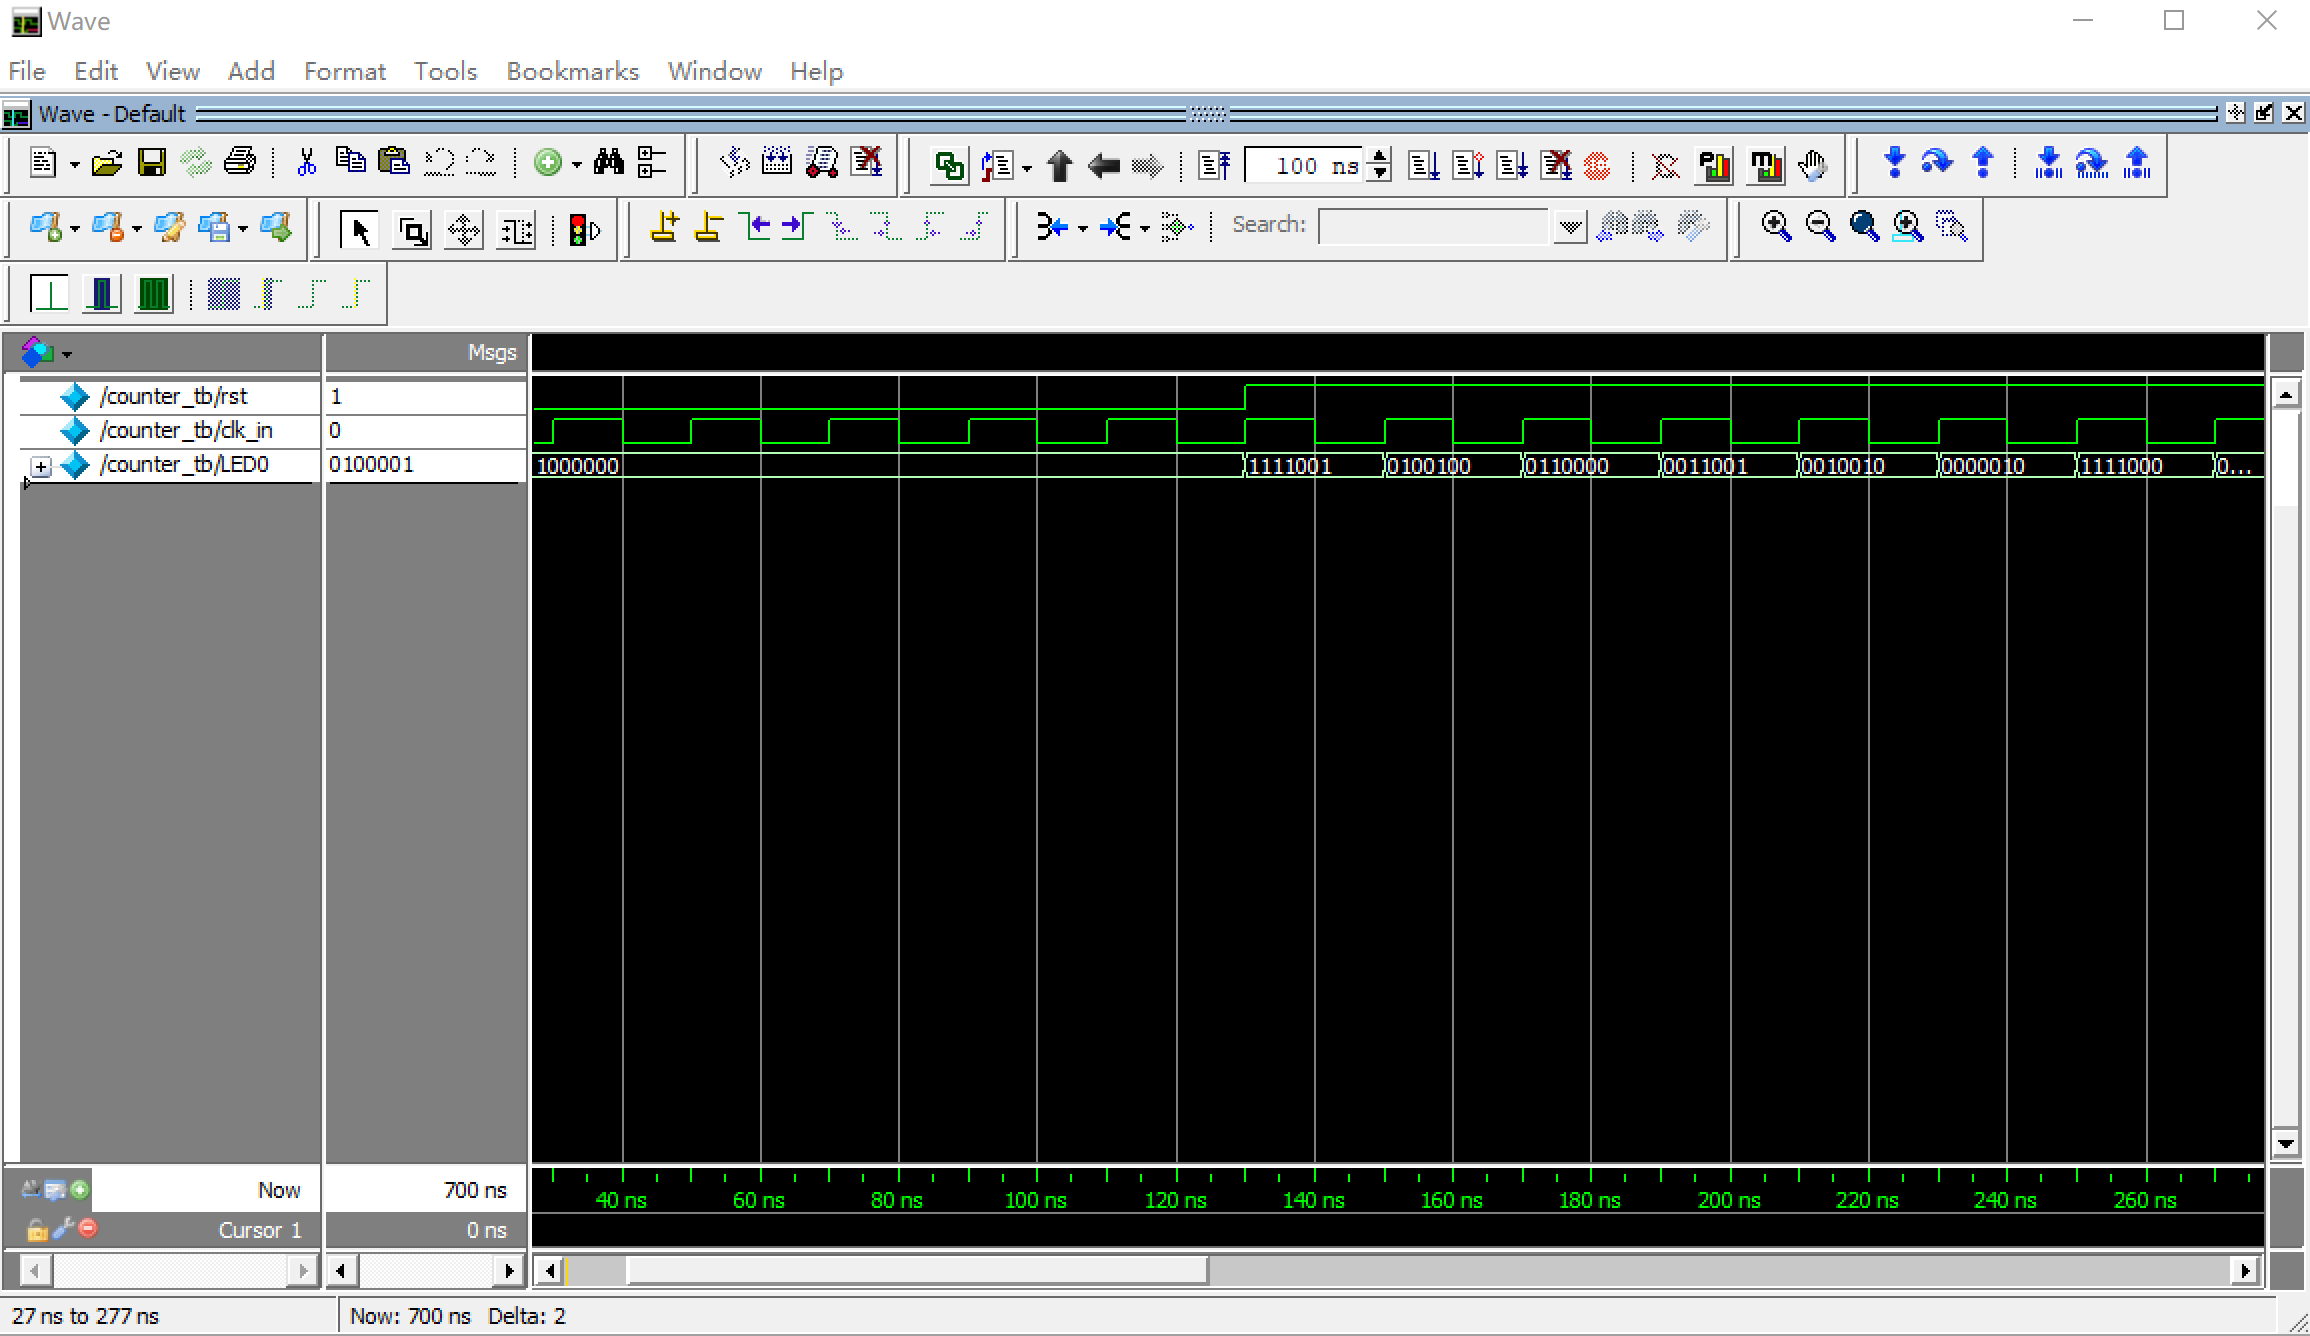 Wave
File Edit View Add Format Tools Bookmarks Window Help
Wave - Default
100 ns
Search:
Msgs
/counter_tb/rst 1
/counter_tb/clk_in 0
/counter_tb/LED0 0100001 1000000 1111001 0100100 0110000 0011001 0010010 0000010 1111000 0...
Now 700 ns 40 ns 60 ns 80 ns 100 ns 120 ns 140 ns 160 ns 180 ns 200 ns 220 ns 240 ns 260 ns
Cursor 1 0 ns
27 ns to 277 ns Now: 700 ns Delta: 2